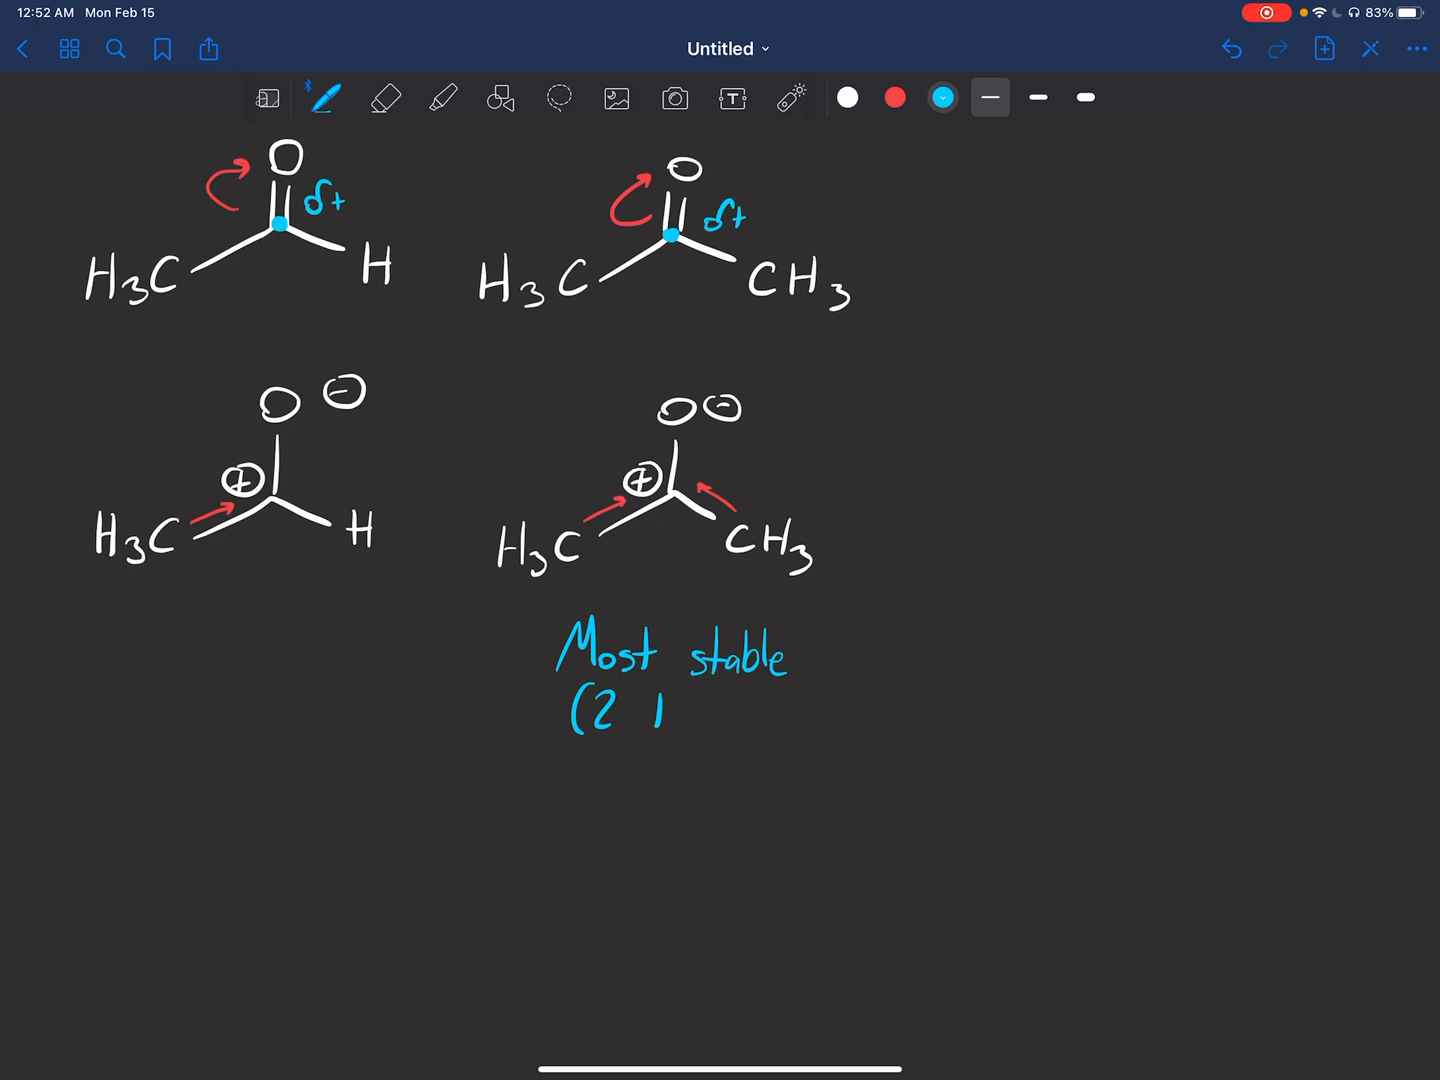 12:52 AM Mon Feb 15
83%
Untitled
T
O
δ+
H₃C
H
O
δ+
H₃C
CH₃
O ⊖
⊕
H₃C
H
O ⊖
⊕
H₃C
CH₃
Most stable
(2 )